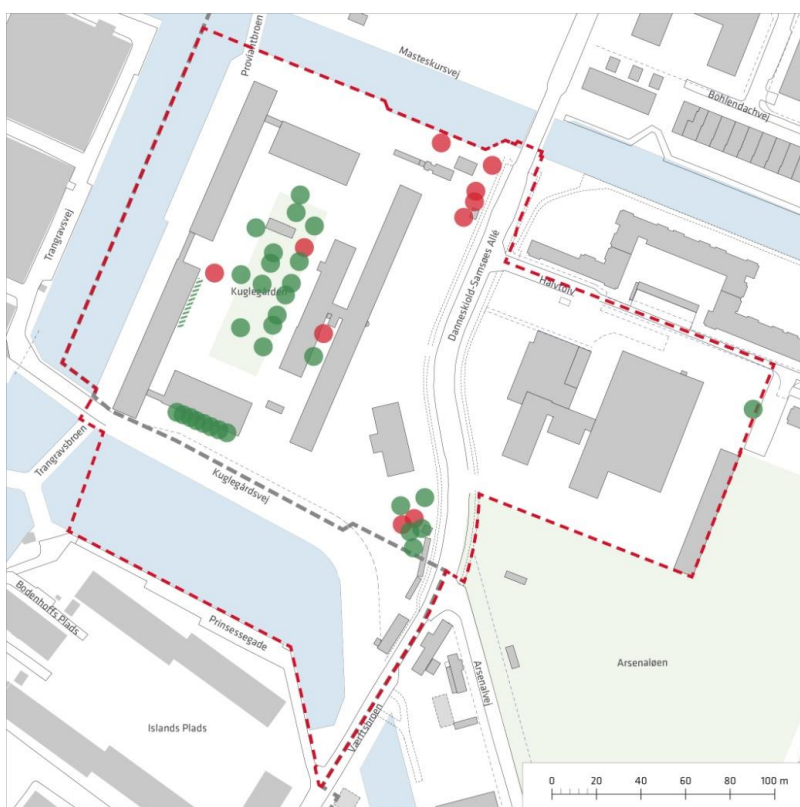 Proviantbroen
Masteskursvej
Bohlendachvej
Trangravsvej
Danneskiold-Samsøes Allé
Halvtolv
Kuglegården
Trangravsbroen
Kuglegårdsvej
Bodenhoffs Plads
Prinsessegade
Arsenalvej
Arsenaløen
Islands Plads
Værftsbroen
0 20 40 60 80 100 m